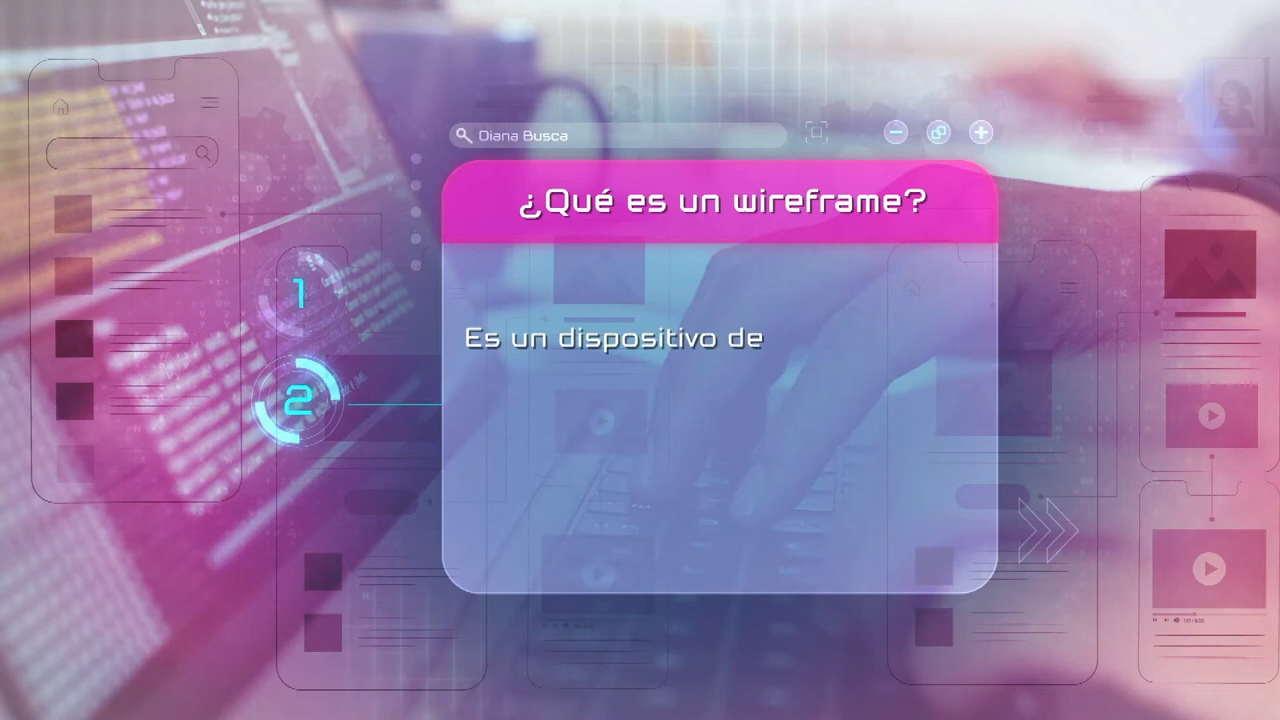 Diana Busca
¿Qué es un wireframe?
1
Es un dispositivo de
2